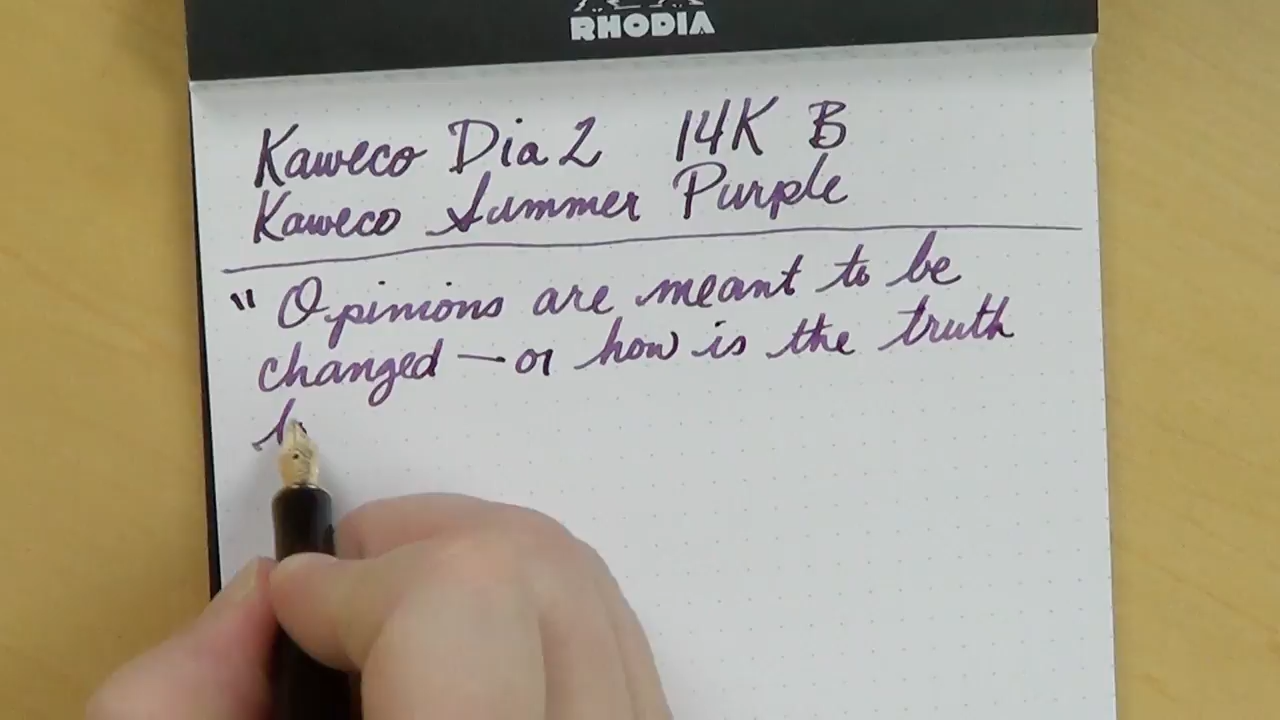 RHODIA
Kaweco Dia 2 14K B
Kaweco Summer Purple
"Opinions are meant to be
changed — or how is the truth